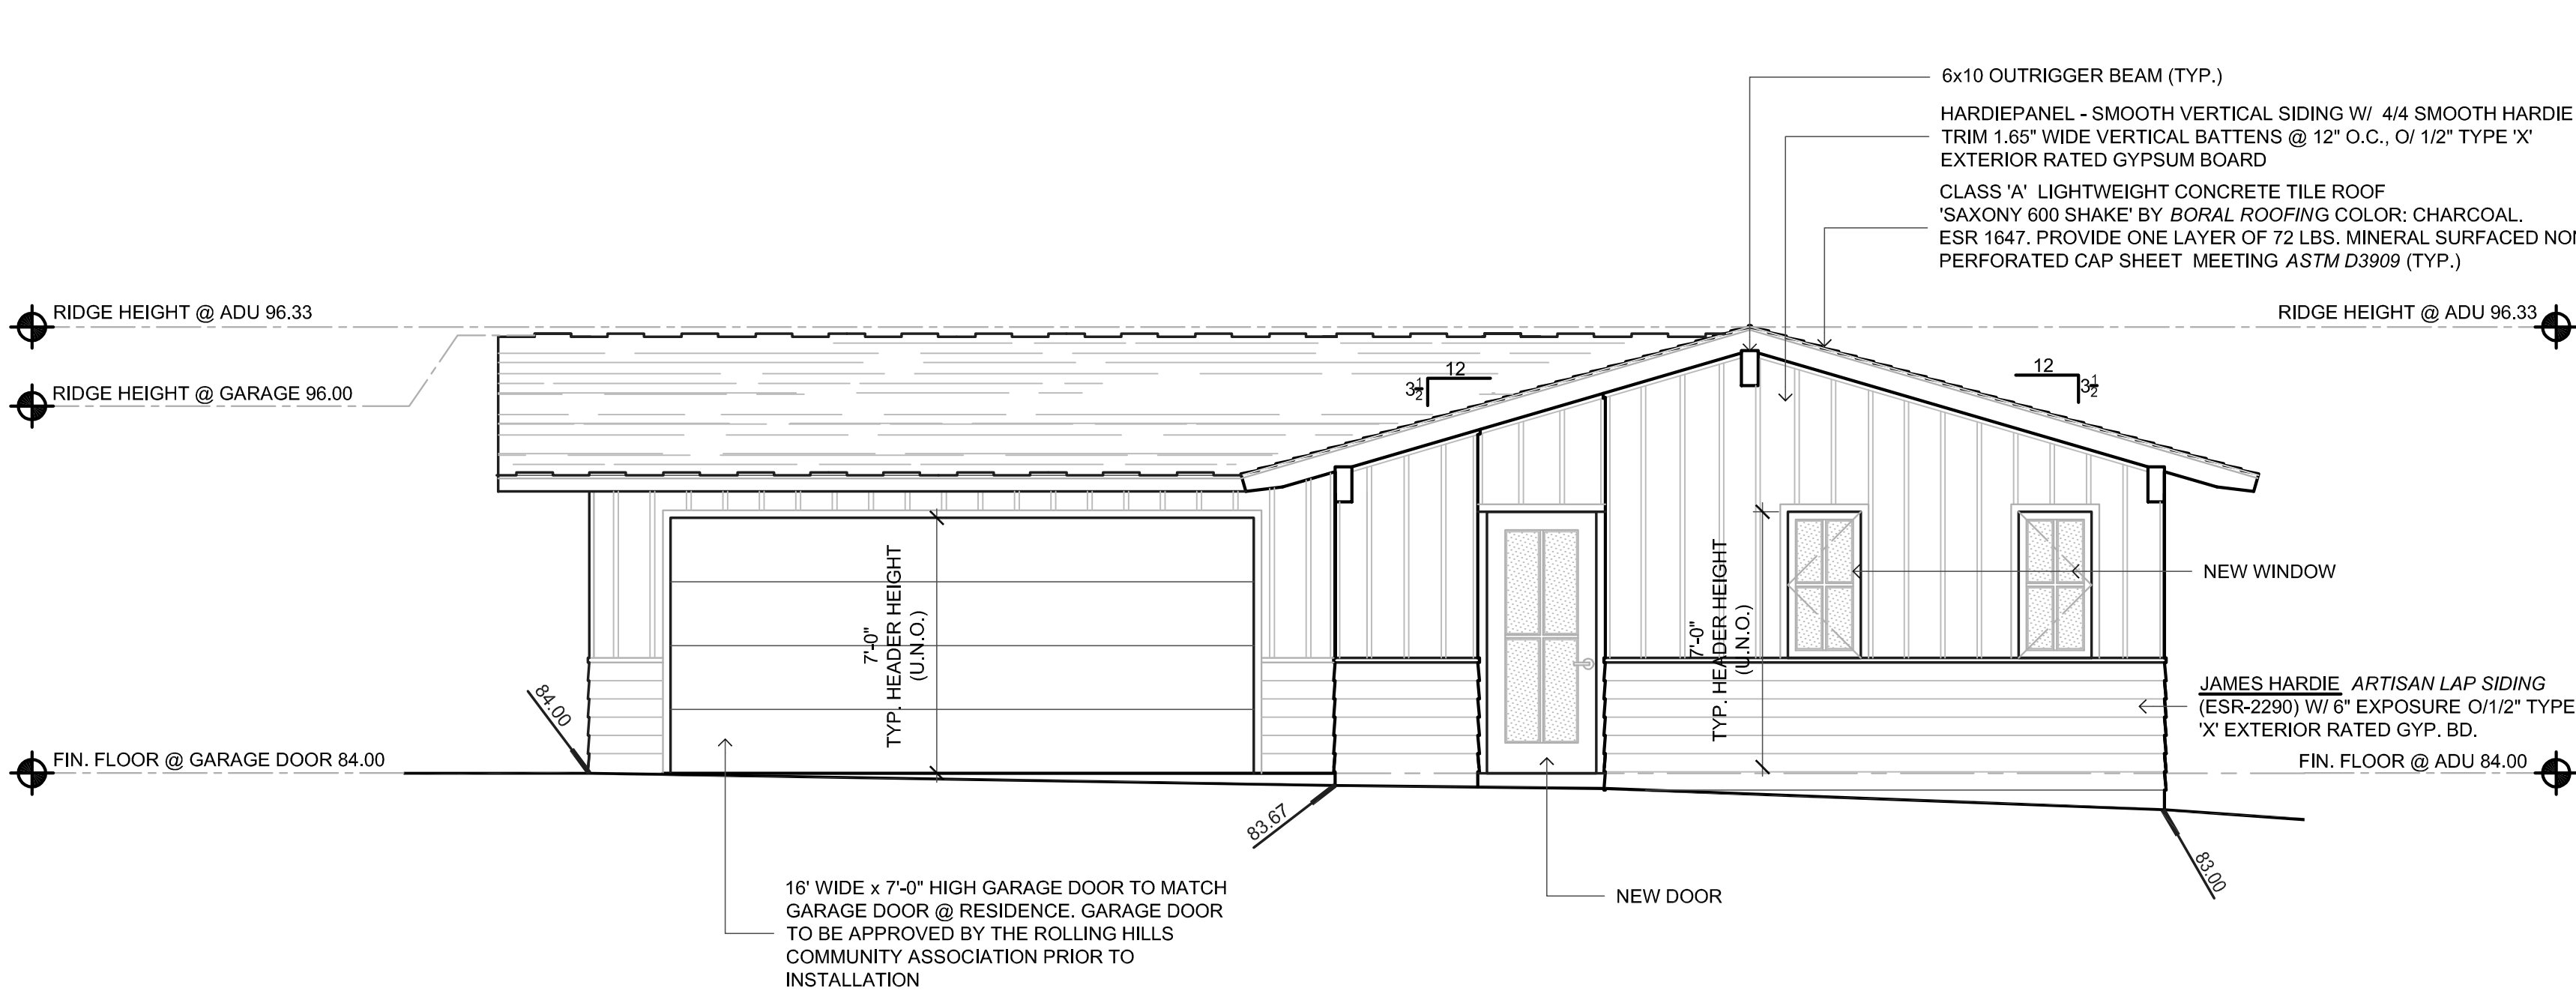 6x10 OUTRIGGER BEAM (TYP.)
HARDIEPANEL - SMOOTH VERTICAL SIDING W/ 4/4 SMOOTH HARDIE
TRIM 1.65" WIDE VERTICAL BATTENS @ 12" O.C., O/ 1/2" TYPE 'X'
EXTERIOR RATED GYPSUM BOARD
CLASS 'A' LIGHTWEIGHT CONCRETE TILE ROOF
'SAXONY 600 SHAKE' BY BORAL ROOFING COLOR: CHARCOAL.
ESR 1647. PROVIDE ONE LAYER OF 72 LBS. MINERAL SURFACED
PERFORATED CAP SHEET MEETING ASTM D3909 (TYP.)
RIDGE HEIGHT @ ADU 96.33
RIDGE HEIGHT @ ADU 96.33
RIDGE HEIGHT @ GARAGE 96.00
12
3 1/2
12
3 1/2
7'-0"
TYP. HEADER HEIGHT
(U.N.O.)
7'-0"
TYP. HEADER HEIGHT
(U.N.O.)
NEW WINDOW
JAMES HARDIE ARTISAN LAP SIDING
(ESR-2290) W/ 6" EXPOSURE O/1/2" TYPE
'X' EXTERIOR RATED GYP. BD.
84.00
FIN. FLOOR @ GARAGE DOOR 84.00
FIN. FLOOR @ ADU 84.00
83.67
83.00
16' WIDE x 7'-0" HIGH GARAGE DOOR TO MATCH
GARAGE DOOR @ RESIDENCE. GARAGE DOOR
TO BE APPROVED BY THE ROLLING HILLS
COMMUNITY ASSOCIATION PRIOR TO
INSTALLATION
NEW DOOR